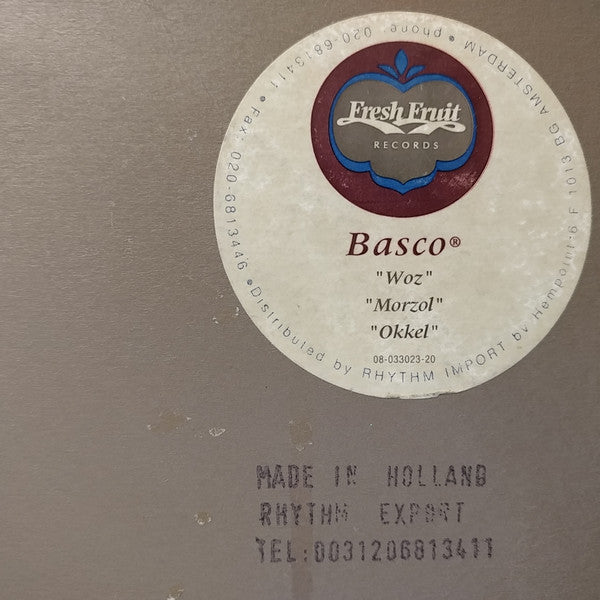 Fresh Fruit
RECORDS
Basco®
"Woz"
"Morzol"
"Okkel"
08-033023-20
•Distributed by RHYTHM IMPORT by Hempoint-6 F 1013 BG AMSTERDAM • phone 020-6813411 • Fax: 020-6813446
MADE IN HOLLAND
RHYTHM EXPORT
TEL:0031206813411